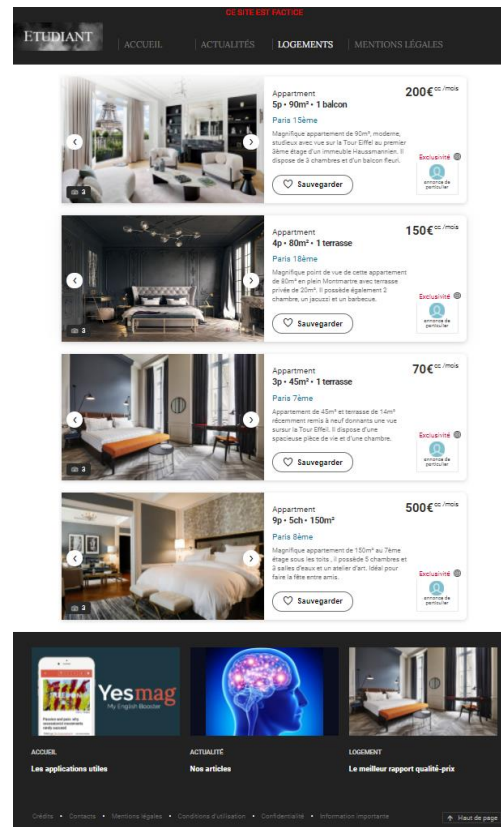 CE SITE EST FACTICE
ETUDIANT
ACCUEIL
ACTUALITÉS
LOGEMENTS
MENTIONS LÉGALES
Appartment
200€ cc /mois
5p • 90m² • 1 balcon
Paris 15ème
Magnifique appartement de 90m², moderne,
studieux avec vue sur la Tour Eiffel au premier
3ème étage d'un immeuble Haussmannien. Il
dispose de 3 chambres et d'un balcon fleuri.
Exclusivité
annonce de
particulier
Sauvegarder
3
Appartment
150€ cc /mois
4p • 80m² • 1 terrasse
Paris 18ème
Magnifique point de vue de cette appartement
de 80m² en plein Montmartre avec terrasse
privée de 20m². Il possède également 2
chambre, un jacuzzi et un barbecue.
Exclusivité
annonce de
particulier
Sauvegarder
3
Appartment
70€ cc /mois
3p • 45m² • 1 terrasse
Paris 7ème
Appartement de 45m² et terrasse de 14m²
récemment remis à neuf donnants une vue
sursur la Tour Effeil. Il dispose d'une
spacieuse pièce de vie et d'une chambre.
Exclusivité
annonce de
particulier
Sauvegarder
3
Appartment
500€ cc /mois
9p • 5ch • 150m²
Paris 8ème
Magnifique appartement de 150m² au 7ème
étage sous les toits , il possède 5 chambres et
3 salles d'eaux et un atelier d'art. Idéal pour
faire la fête entre amis.
Exclusivité
annonce de
particulier
Sauvegarder
3
Yesmag
My English Booster
ACCUEIL
Les applications utiles
ACTUALITÉ
Nos articles
LOGEMENT
Le meilleur rapport qualité-prix
Crédits • Contacts • Mentions légales • Conditions d'utilisation • Confidentialité • Information importante
Haut de page